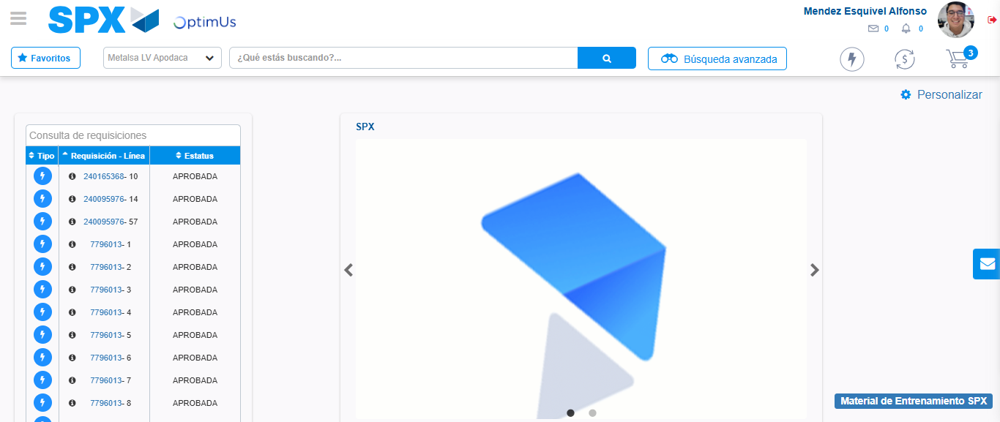 SPX
OptimUs
Mendez Esquivel Alfonso
0
0
Favoritos
Metalsa LV Apodaca
¿Qué estás buscando?...
Búsqueda avanzada
3
Personalizar
Consulta de requisiciones
Tipo Requisición - Línea Estatus
240165368- 10 APROBADA
240095976- 14 APROBADA
240095976- 57 APROBADA
7796013- 1 APROBADA
7796013- 2 APROBADA
7796013- 3 APROBADA
7796013- 4 APROBADA
7796013- 5 APROBADA
7796013- 6 APROBADA
7796013- 7 APROBADA
7796013- 8 APROBADA
SPX
Material de Entrenamiento SPX